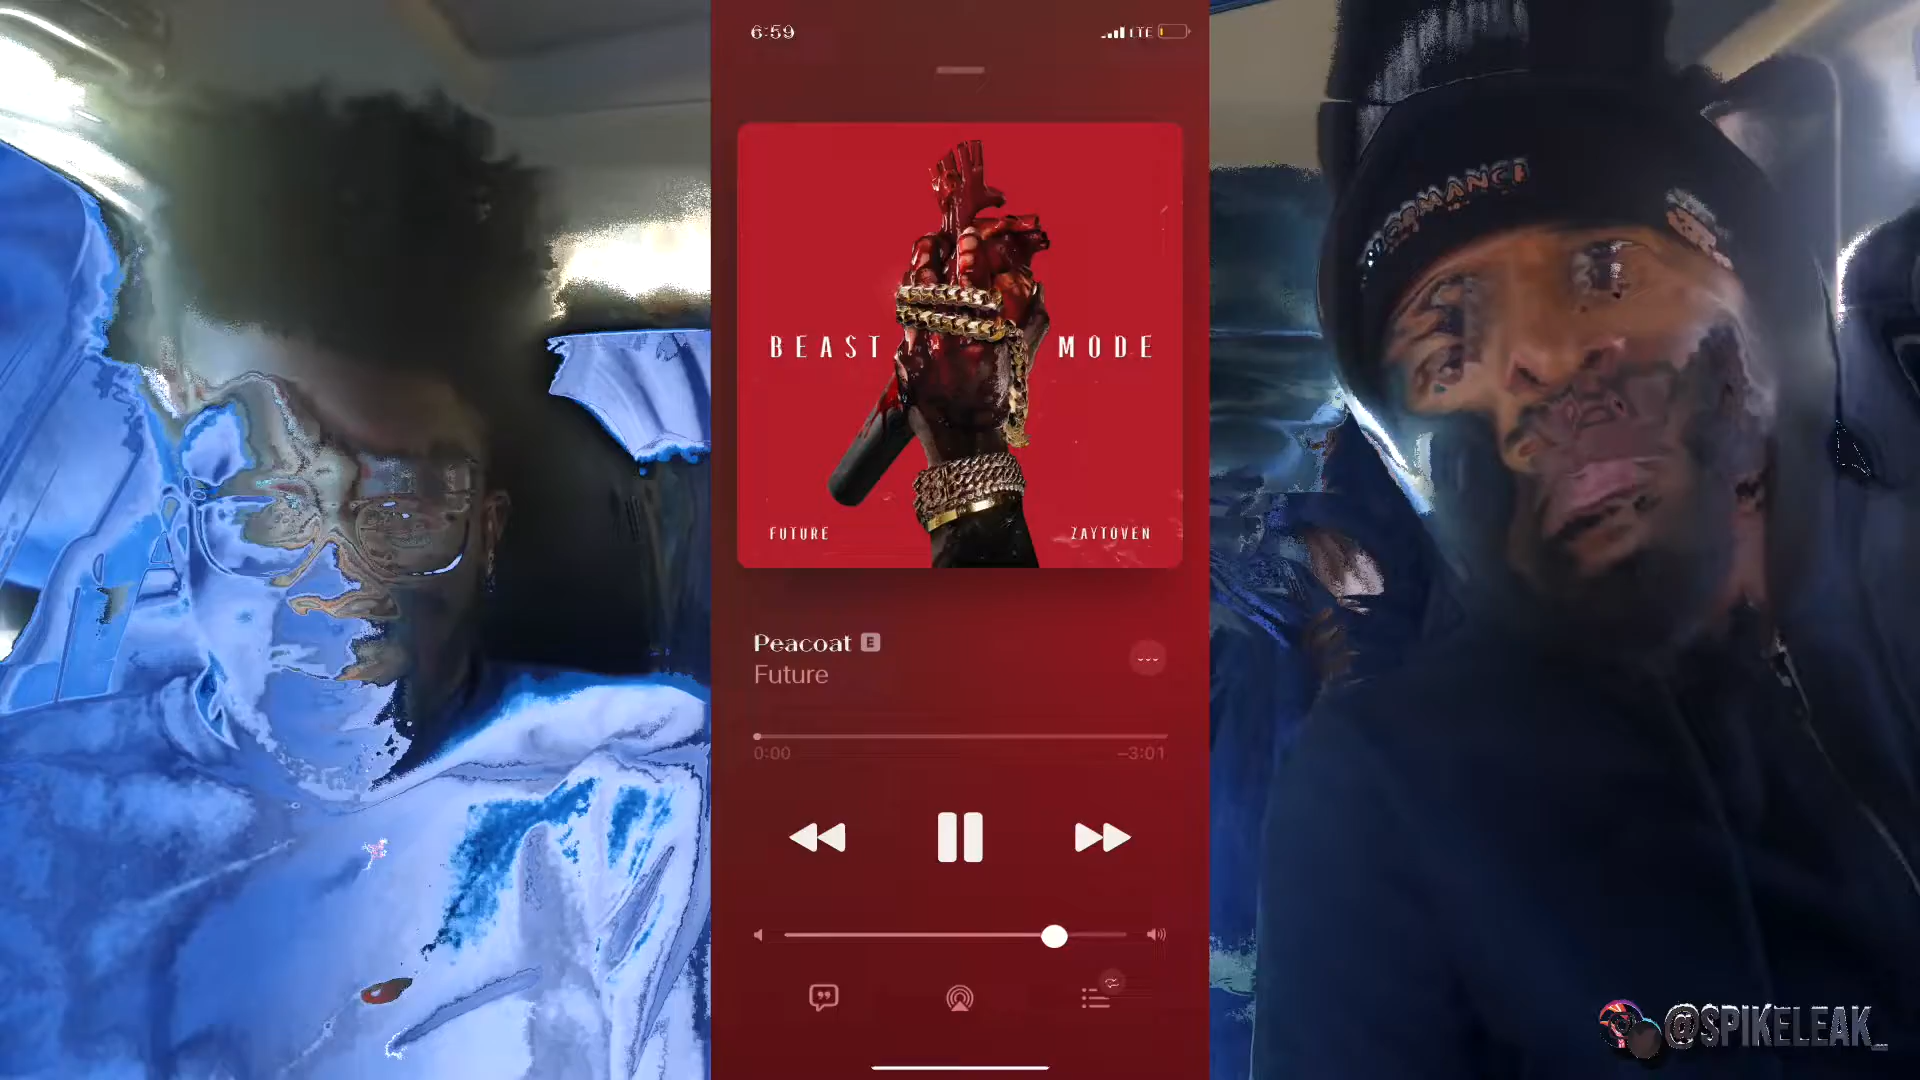 6:59
LTE
BEAST MODE
FUTURE
ZAYTOVEN
Peacoat E
Future
0:00
-3:01
@SPIKELEAK_